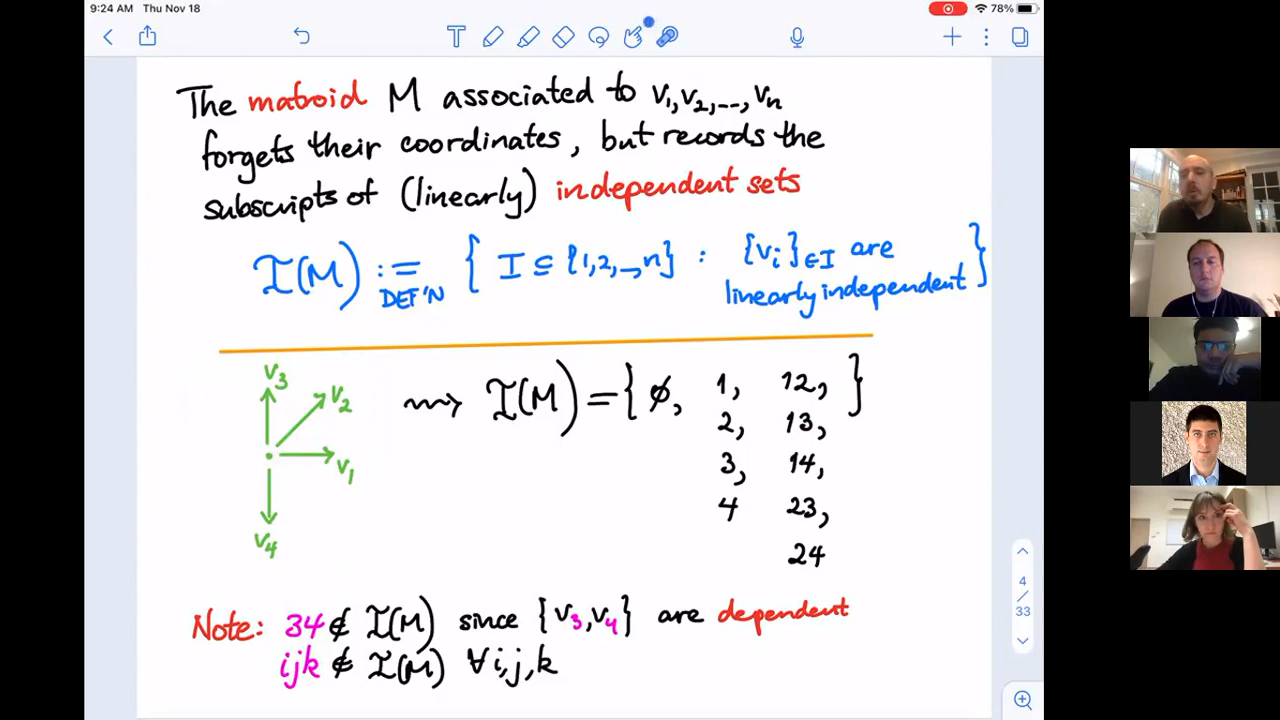 9:24 AM Thu Nov 18
78%
The matroid M associated to v1, v2, --, vn
forgets their coordinates, but records the
subscripts of (linearly) independent sets
I(M) := { I ⊆ {1,2,--,n} : {vi}i∈I are
DEF'N linearly independent }
v3
v2
v1
v4
⇝ I(M) = { ∅, 1, 12, }
2, 13,
3, 14,
4 23,
24
Note: 34 ∉ I(M) since {v3,v4} are dependent
ijk ∉ I(M) ∀ i,j,k
4
/
33